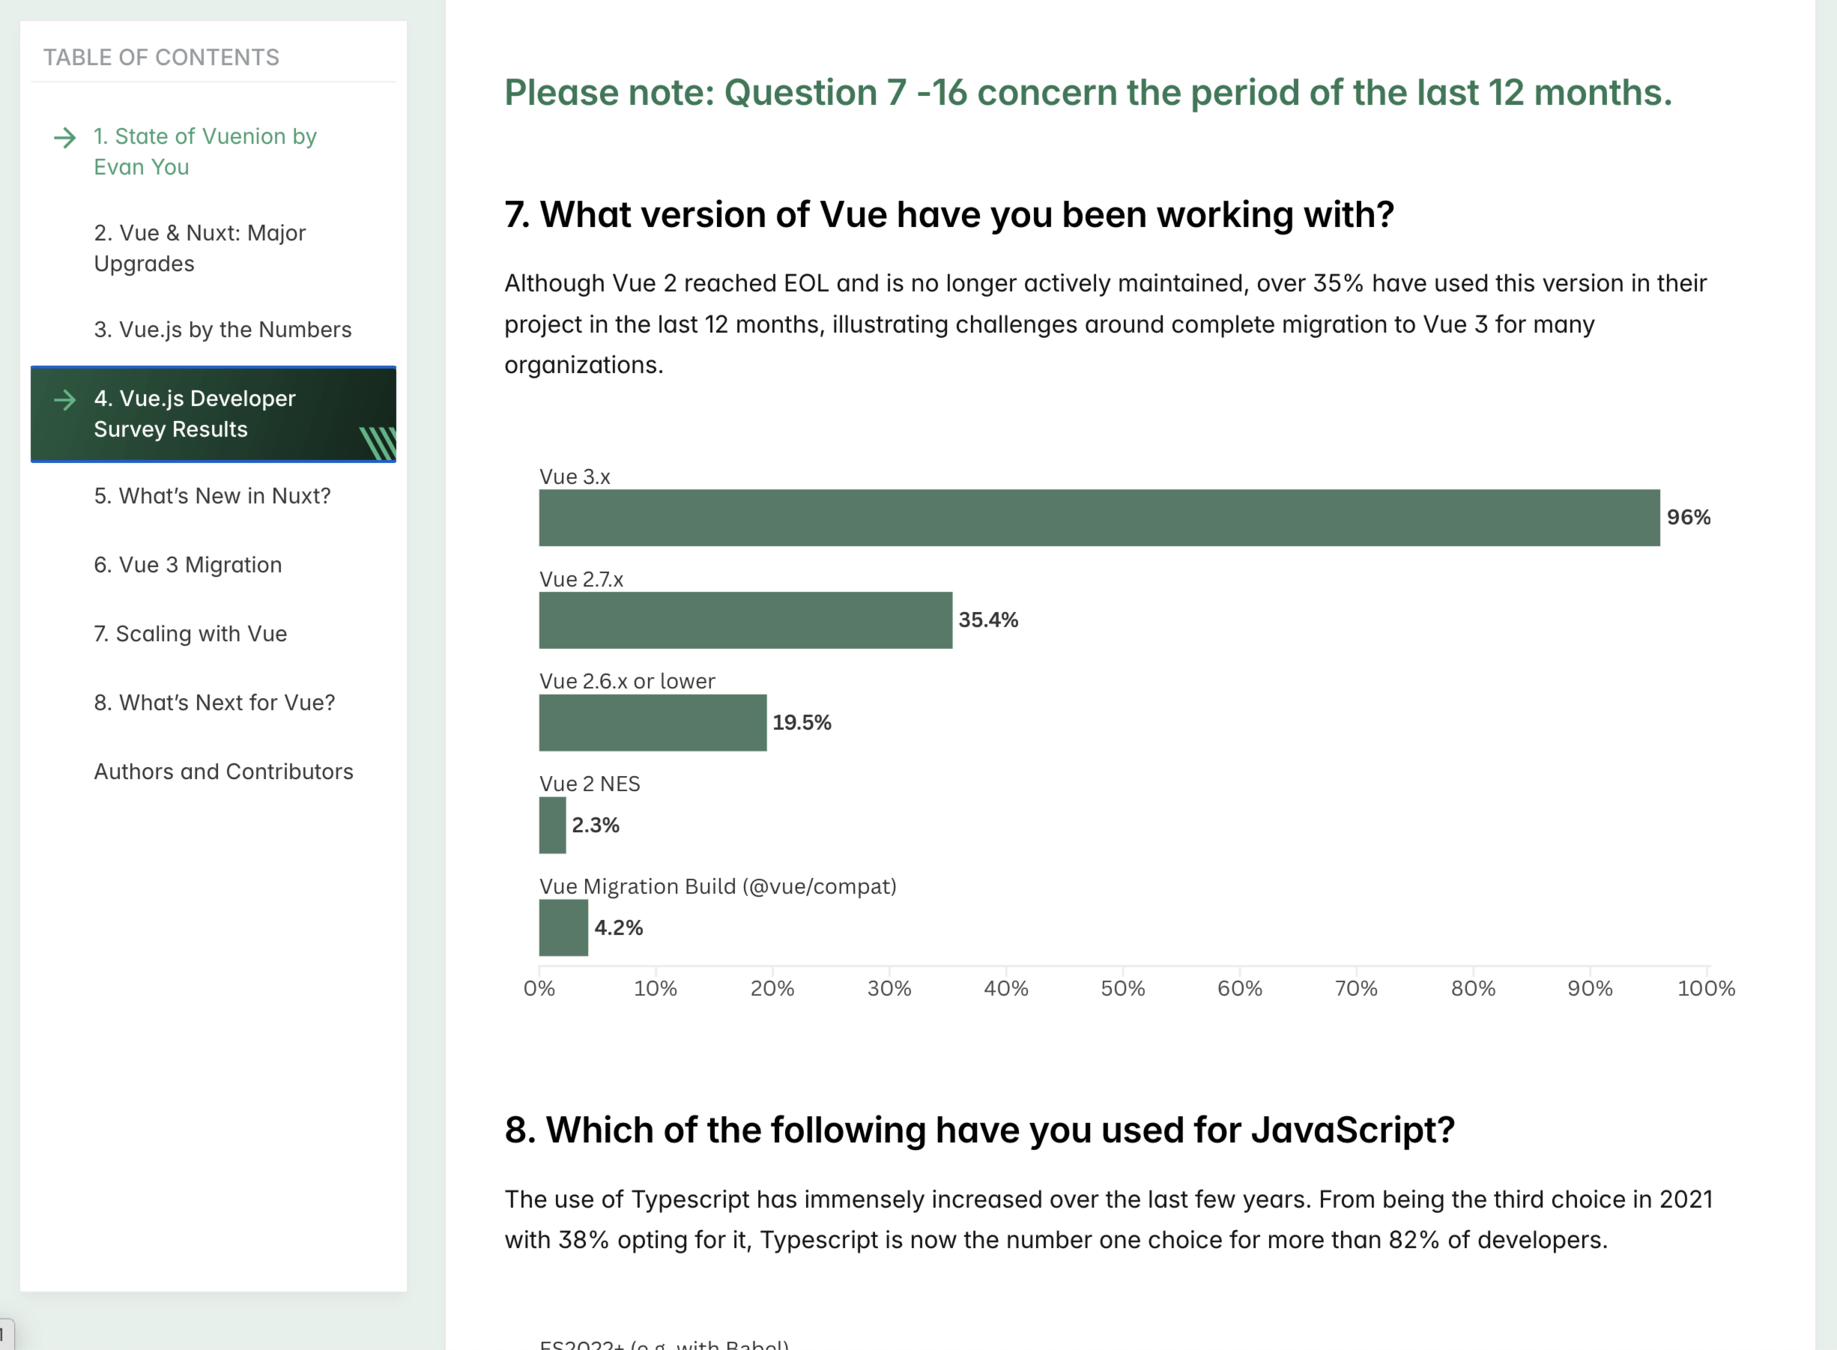 TABLE OF CONTENTS
1. State of Vuenion by
Evan You
2. Vue & Nuxt: Major
Upgrades
3. Vue.js by the Numbers
4. Vue.js Developer
Survey Results
5. What's New in Nuxt?
6. Vue 3 Migration
7. Scaling with Vue
8. What's Next for Vue?
Authors and Contributors
Please note: Question 7 -16 concern the period of the last 12 months.
7. What version of Vue have you been working with?
Although Vue 2 reached EOL and is no longer actively maintained, over 35% have used this version in their
project in the last 12 months, illustrating challenges around complete migration to Vue 3 for many
organizations.
Vue 3.x
96%
Vue 2.7.x
35.4%
Vue 2.6.x or lower
19.5%
Vue 2 NES
2.3%
Vue Migration Build (@vue/compat)
4.2%
0% 10% 20% 30% 40% 50% 60% 70% 80% 90% 100%
8. Which of the following have you used for JavaScript?
The use of Typescript has immensely increased over the last few years. From being the third choice in 2021
with 38% opting for it, Typescript is now the number one choice for more than 82% of developers.
ES2022+ (e.g. with Babel)